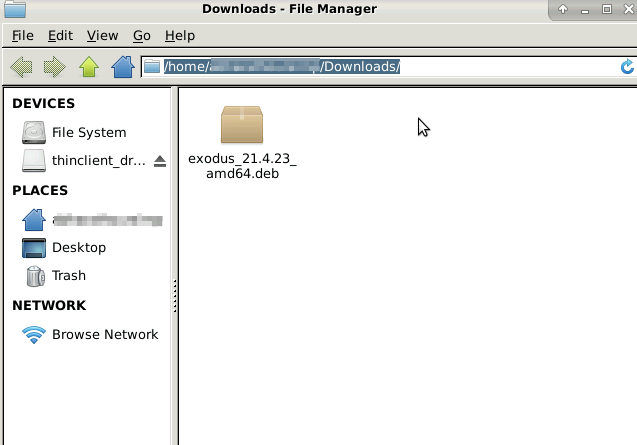 Downloads - File Manager
File Edit View Go Help
/home/ /Downloads/
DEVICES
File System
thinclient_dr...
PLACES
Desktop
Trash
NETWORK
Browse Network
exodus_21.4.23_
amd64.deb